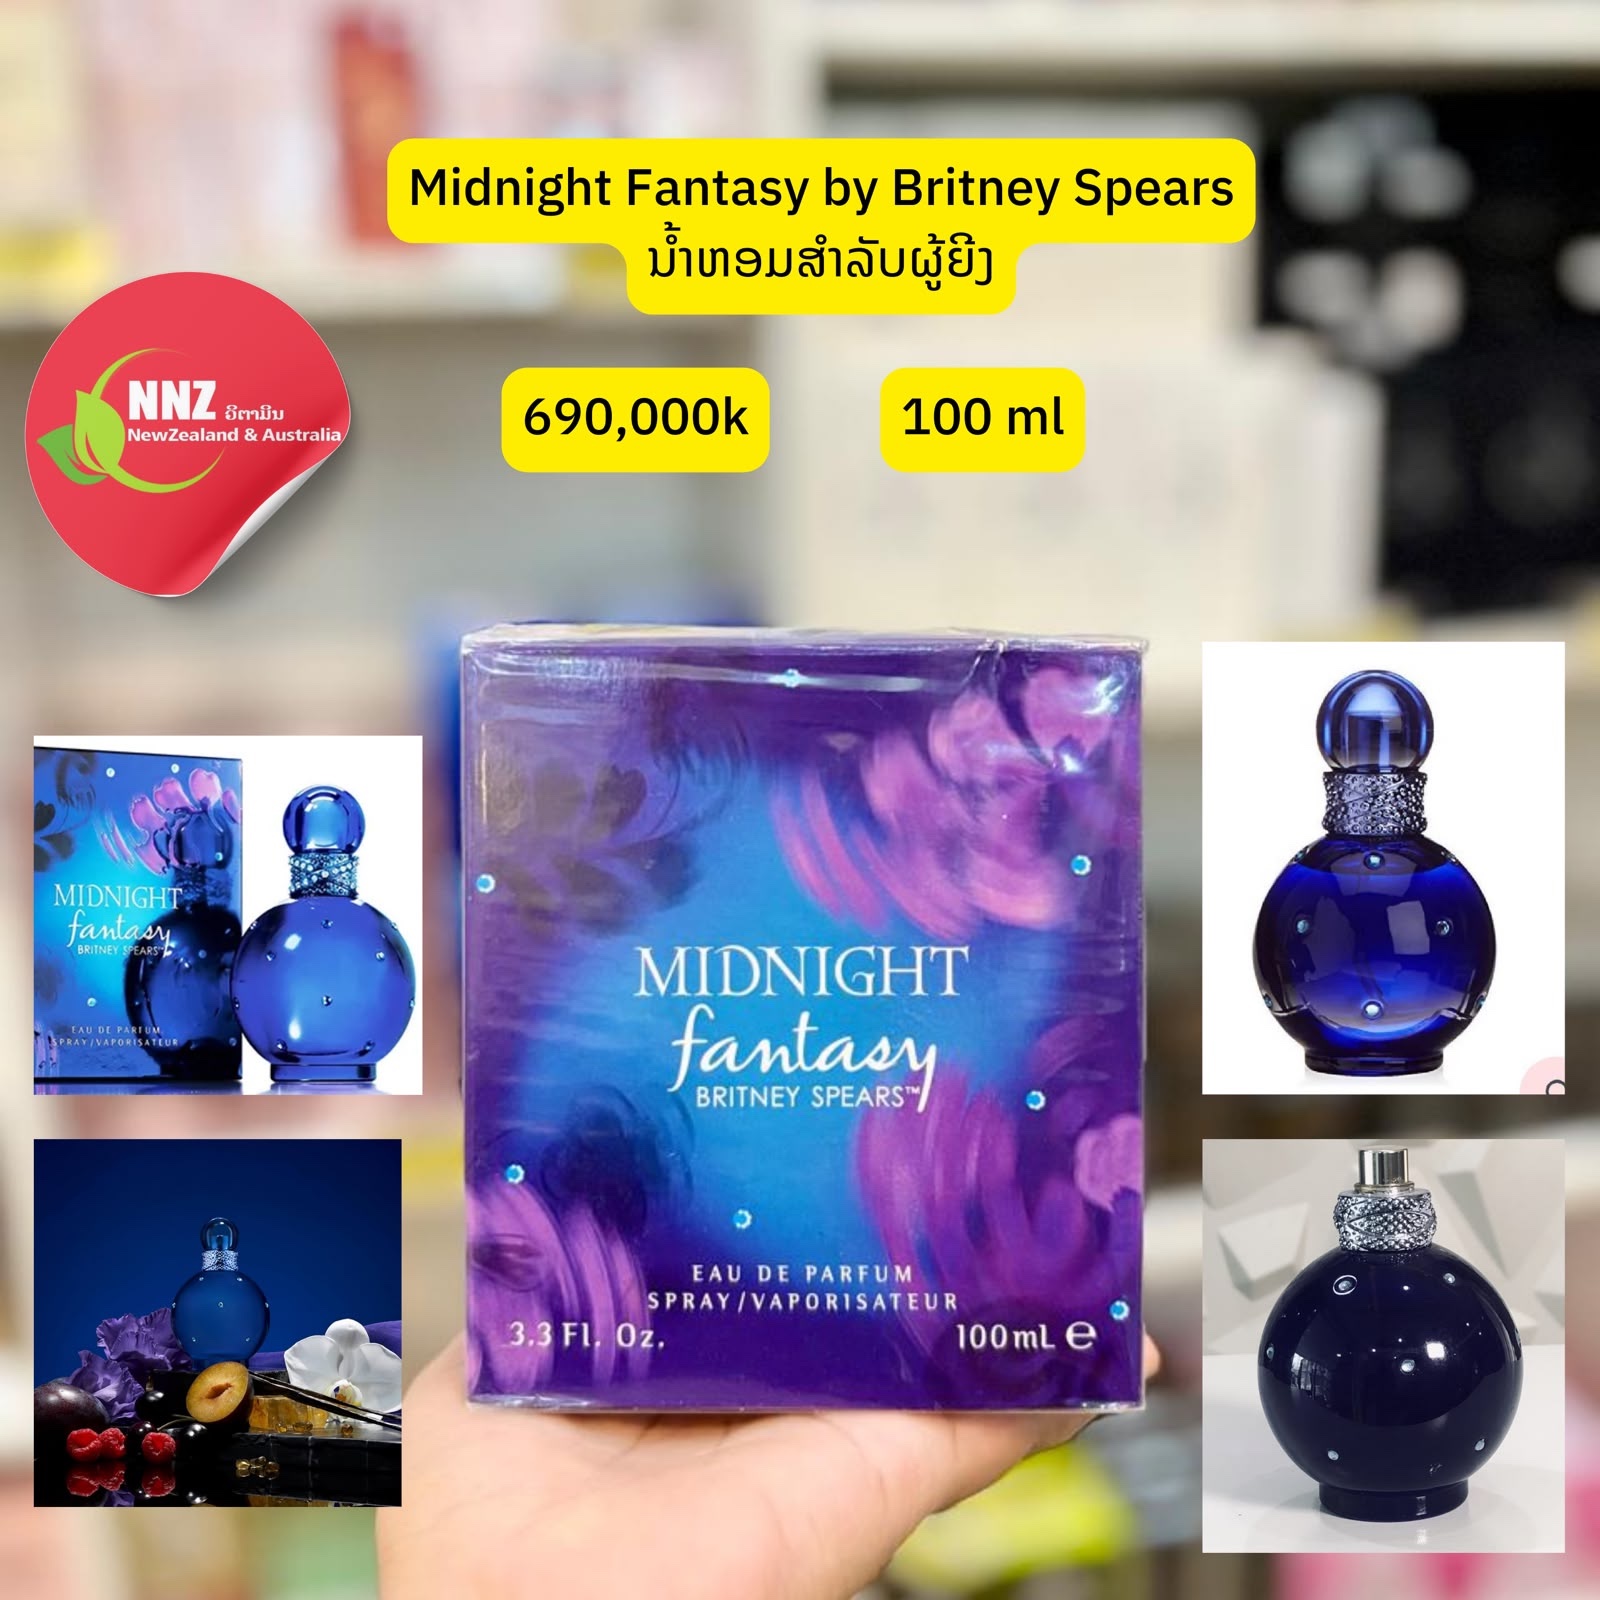 Midnight Fantasy by Britney Spears
ນ້ຳຫອມສຳລັບຜູ້ຍິງ
690,000k
100 ml
NNZ ວິຕາມິນ
NewZealand & Australia
MIDNIGHT
fantasy
BRITNEY SPEARS™
EAU DE PARFUM
SPRAY/VAPORISATEUR
MIDNIGHT
fantasy
BRITNEY SPEARS™
EAU DE PARFUM
SPRAY/VAPORISATEUR
3.3 Fl. Oz.
100mL ℮